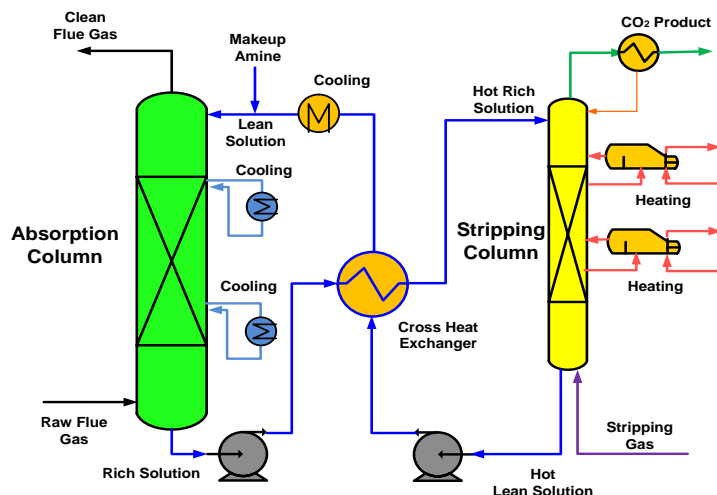 Clean
Flue Gas
Makeup
Amine
Cooling
CO₂ Product
Hot Rich
Solution
Lean
Solution
Cooling
Heating
Absorption
Column
Stripping
Column
Cooling
Heating
Cross Heat
Exchanger
Raw Flue
Gas
Rich Solution
Stripping
Gas
Hot
Lean Solution